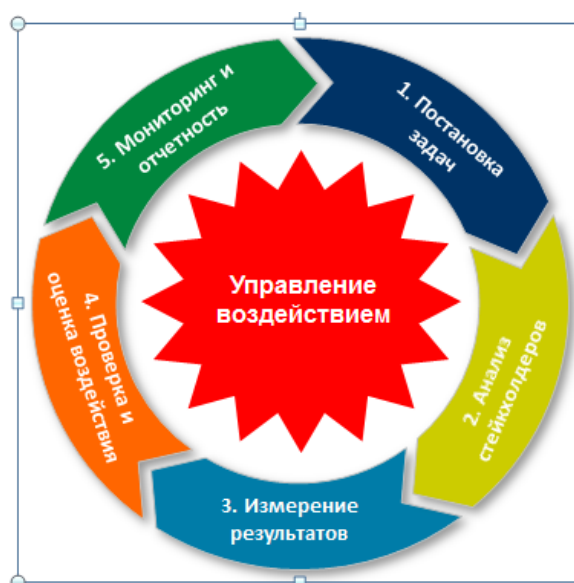 1. Постановка
задач
2. Анализ
стейкхолдеров
3. Измерение
результатов
4. Проверка и
оценка воздействия
5. Мониторинг и
отчетность
Управление
воздействием